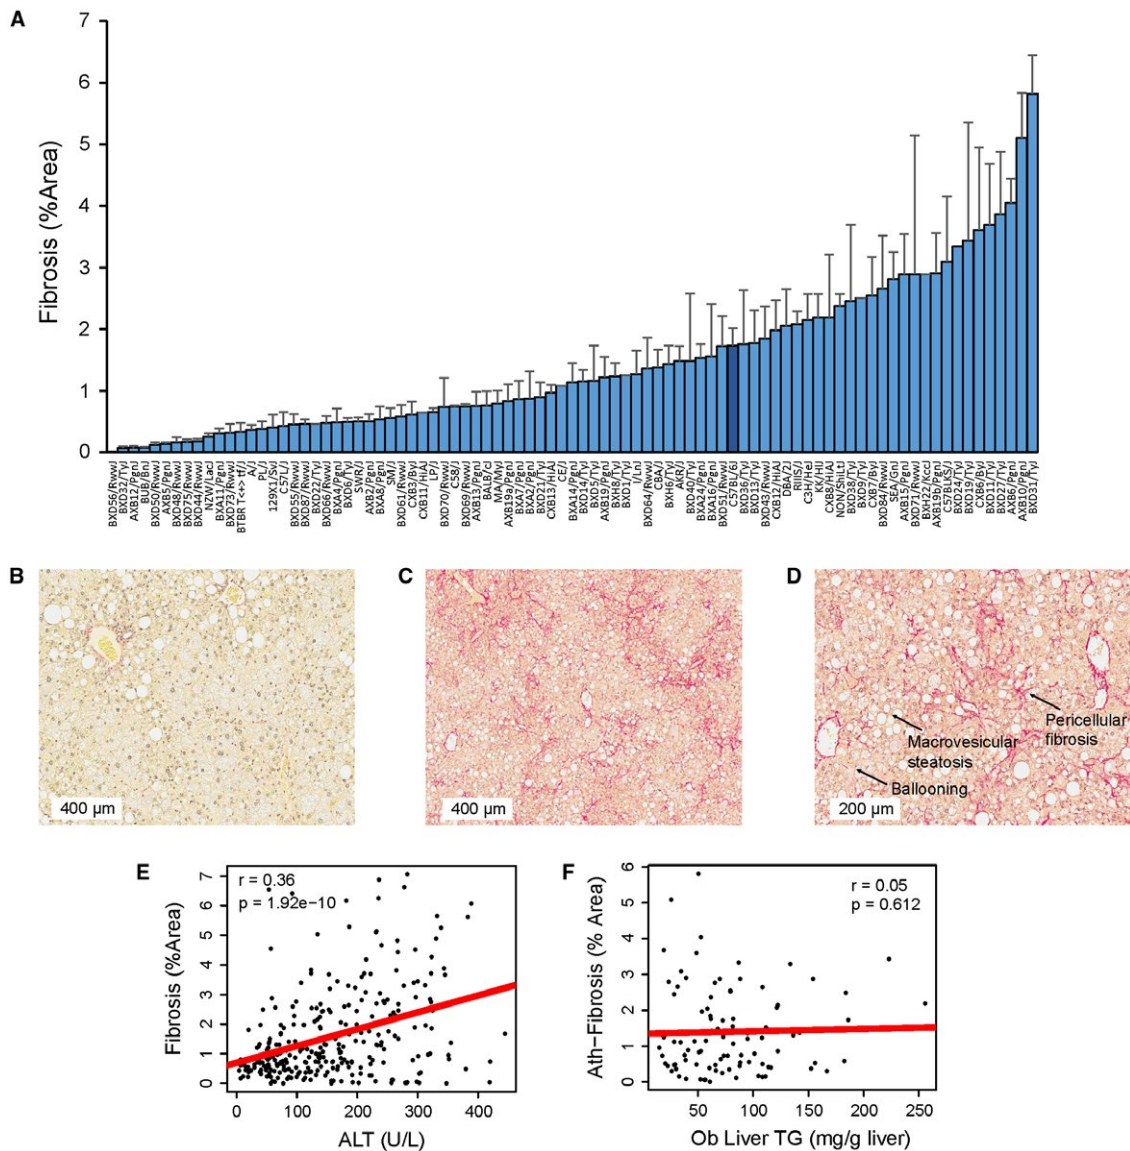 A
7
6
5
4
3
2
1
0
Fibrosis (%Area)
BXD56/RwwJ
BXD32/TyJ
AXB12/PgnJ
BUB/BnJ
BXD50/RwwJ
AXB5/PgnJ
BXD48/RwwJ
BXD75/RwwJ
BXD44/RwwJ
NZW/LacJ
BXA11/PgnJ
BXD73/RwwJ
BTBR T<+> tf/J
A/J
PL/J
129X1/SvJ
C57L/J
BXD55/RwwJ
BXD87/RwwJ
BXD22/TyJ
BXD66/RwwJ
BXA4/PgnJ
BXD6/TyJ
SWR/J
AXB2/PgnJ
BXA8/PgnJ
SM/J
BXD61/RwwJ
CXB3/ByJ
CXB11/HiAJ
LP/J
BXD70/RwwJ
C58/J
BXD69/RwwJ
AXB13/PgnJ
BALB/cJ
MA/MyJ
AXB19a/PgnJ
BXA7/PgnJ
BXA2/PgnJ
BXD21/TyJ
CXB13/HiAJ
CE/J
BXA14/PgnJ
BXD14/TyJ
BXD5/TyJ
AXB19/PgnJ
BXH8/TyJ
BXD1/TyJ
I/LnJ
BXD64/RwwJ
CBA/J
BXH6/TyJ
AKR/J
BXD40/TyJ
BXA24/PgnJ
BXA16/PgnJ
BXD51/RwwJ
C57BL/6J
BXD13/TyJ
BXD43/RwwJ
CXB12/HiAJ
DBA/2J
RIIIS/J
C3H/HeJ
KK/HIJ
CXB8/HiAJ
NON/ShiLtJ
BXD38/TyJ
BXD9/TyJ
CXB7/ByJ
BXD84/RwwJ
SEA/GnJ
AXB15/PgnJ
BXD71/RwwJ
BXH22/KccJ
AXB19b/PgnJ
C57BLKS/J
BXD24/TyJ
BXD19/TyJ
CXB6/ByJ
BXD11/TyJ
BXD27/TyJ
AXB6/PgnJ
AXB10/PgnJ
BXD31/TyJ
B
400 µm
C
400 µm
D
Pericellular
fibrosis
Macrovesicular
steatosis
Ballooning
200 µm
E
r = 0.36
p = 1.92e−10
7
6
5
4
3
2
1
0
Fibrosis (%Area)
0 100 200 300 400
ALT (U/L)
F
r = 0.05
p = 0.612
6
5
4
3
2
1
0
Ath−Fibrosis (% Area)
50 100 150 200 250
Ob Liver TG (mg/g liver)